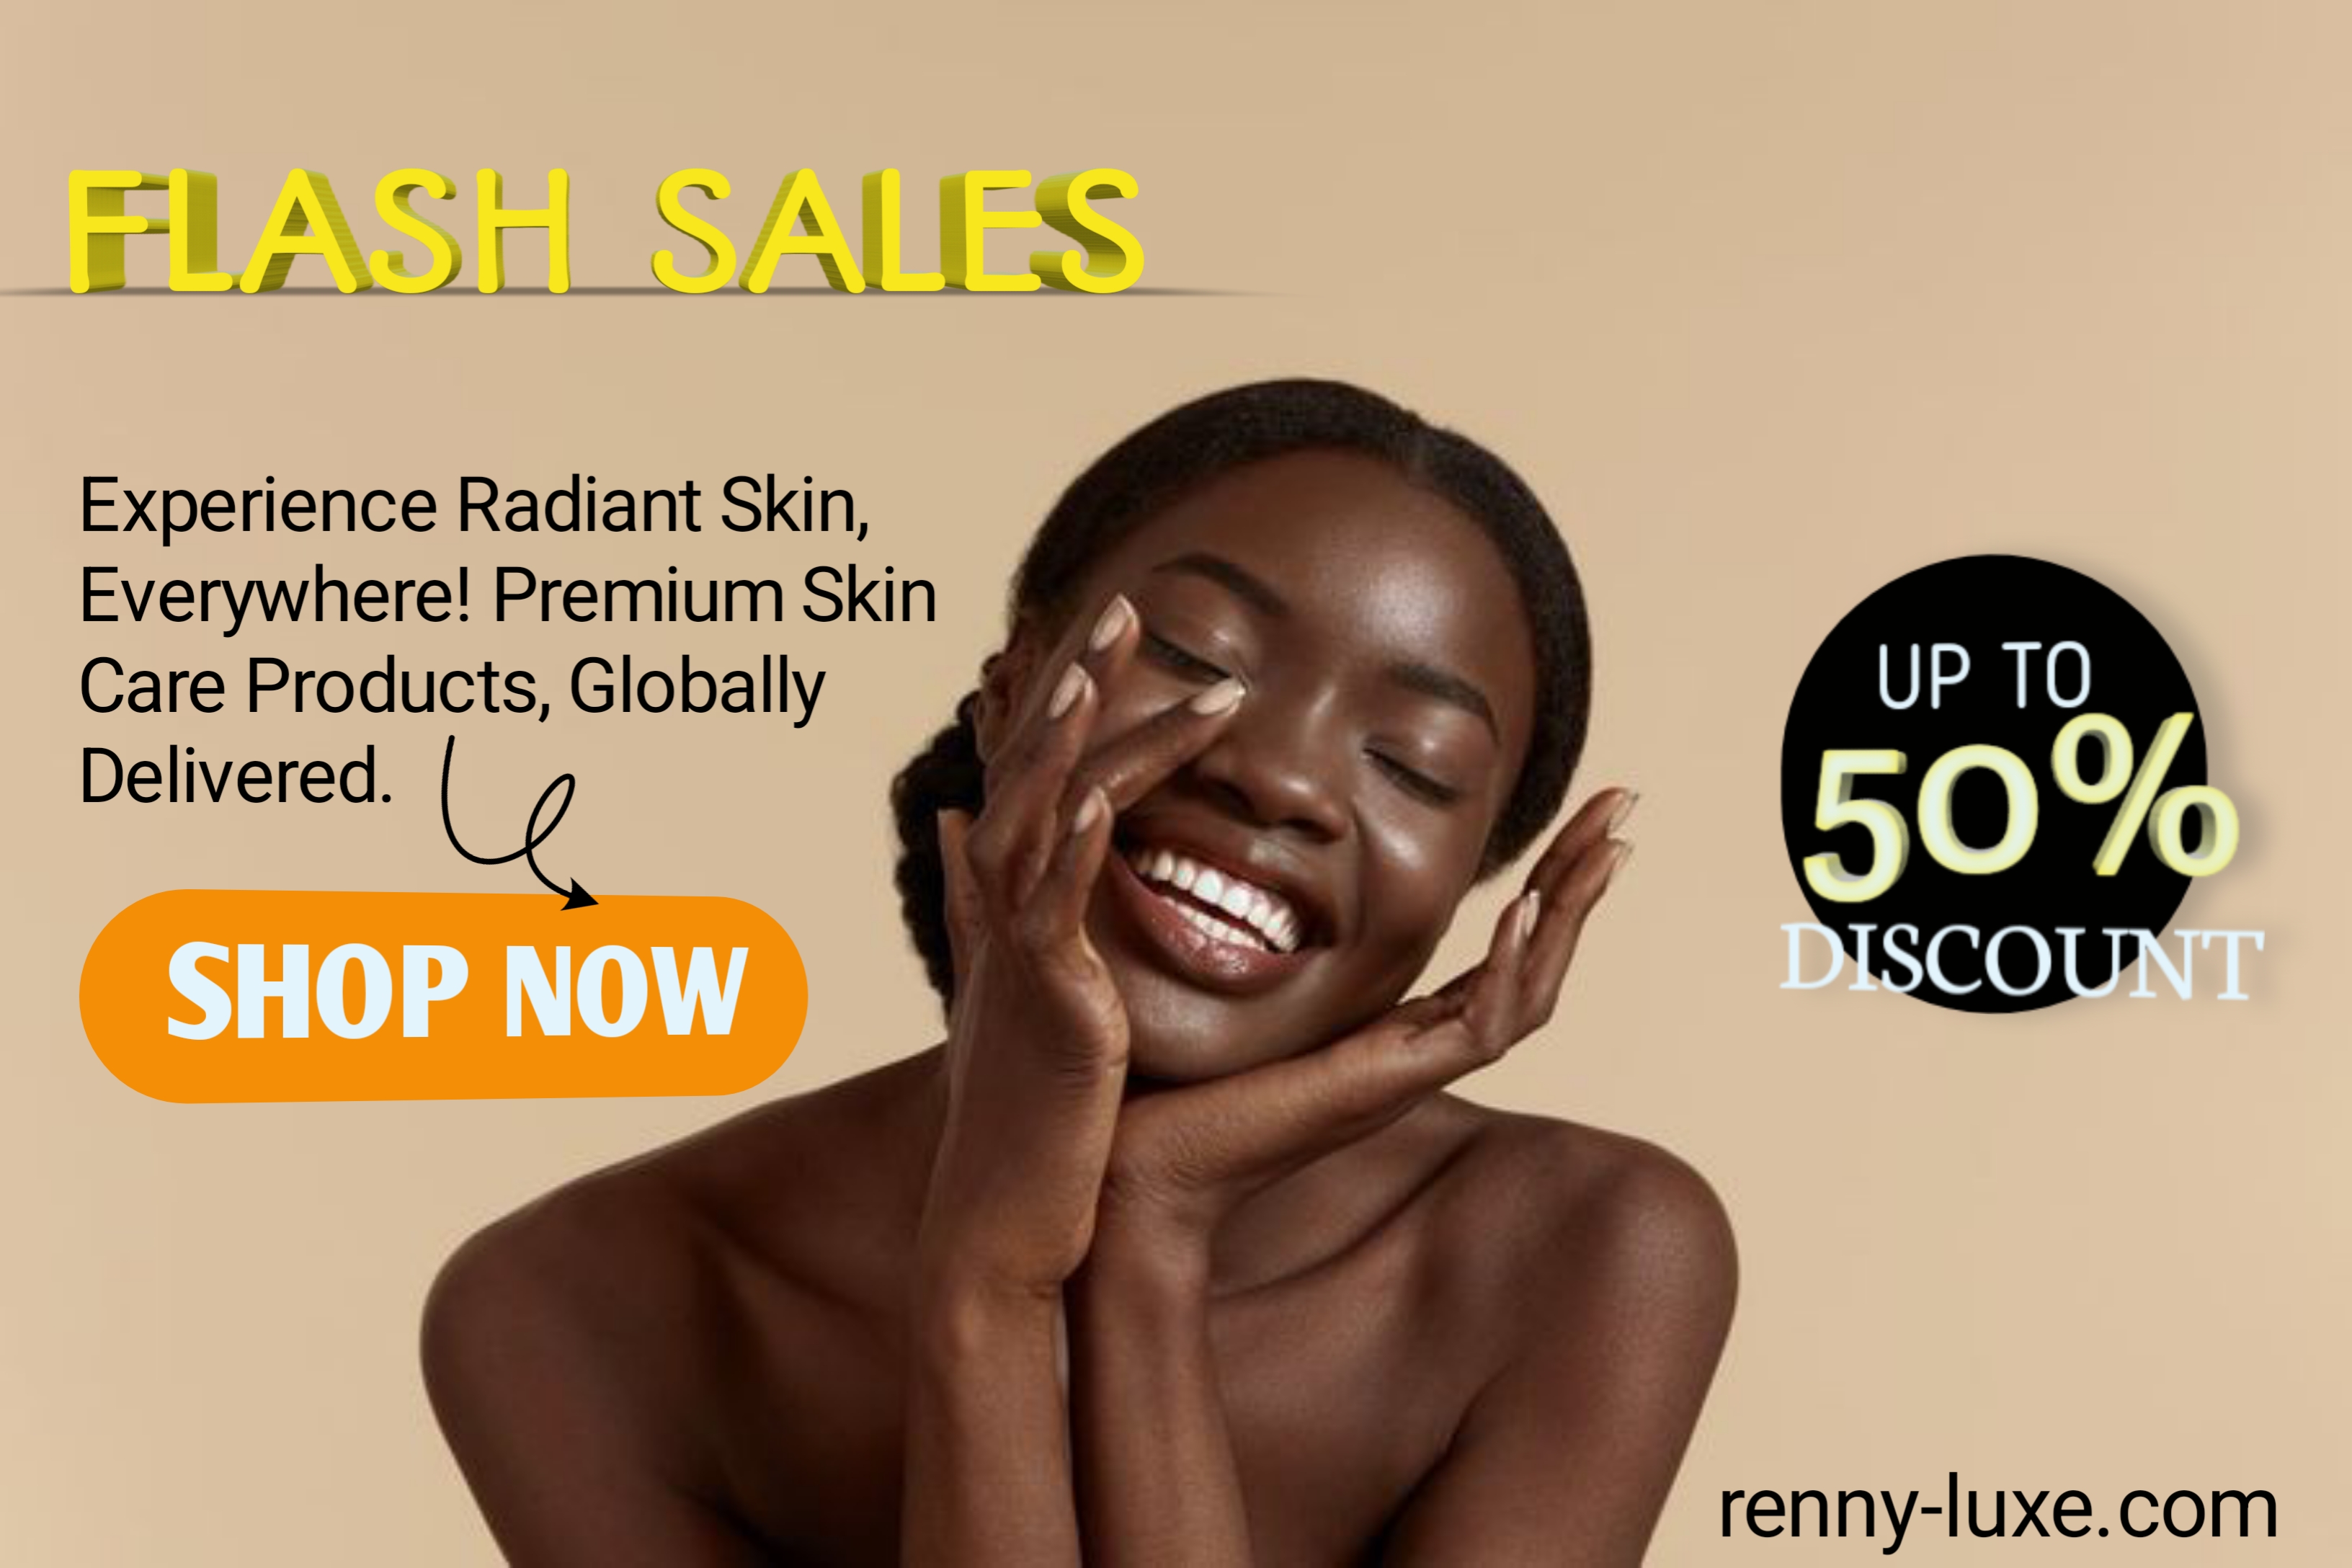 FLASH SALES
Experience Radiant Skin,
Everywhere! Premium Skin
Care Products, Globally
Delivered.
SHOP NOW
UP TO
50%
DISCOUNT
renny-luxe.com